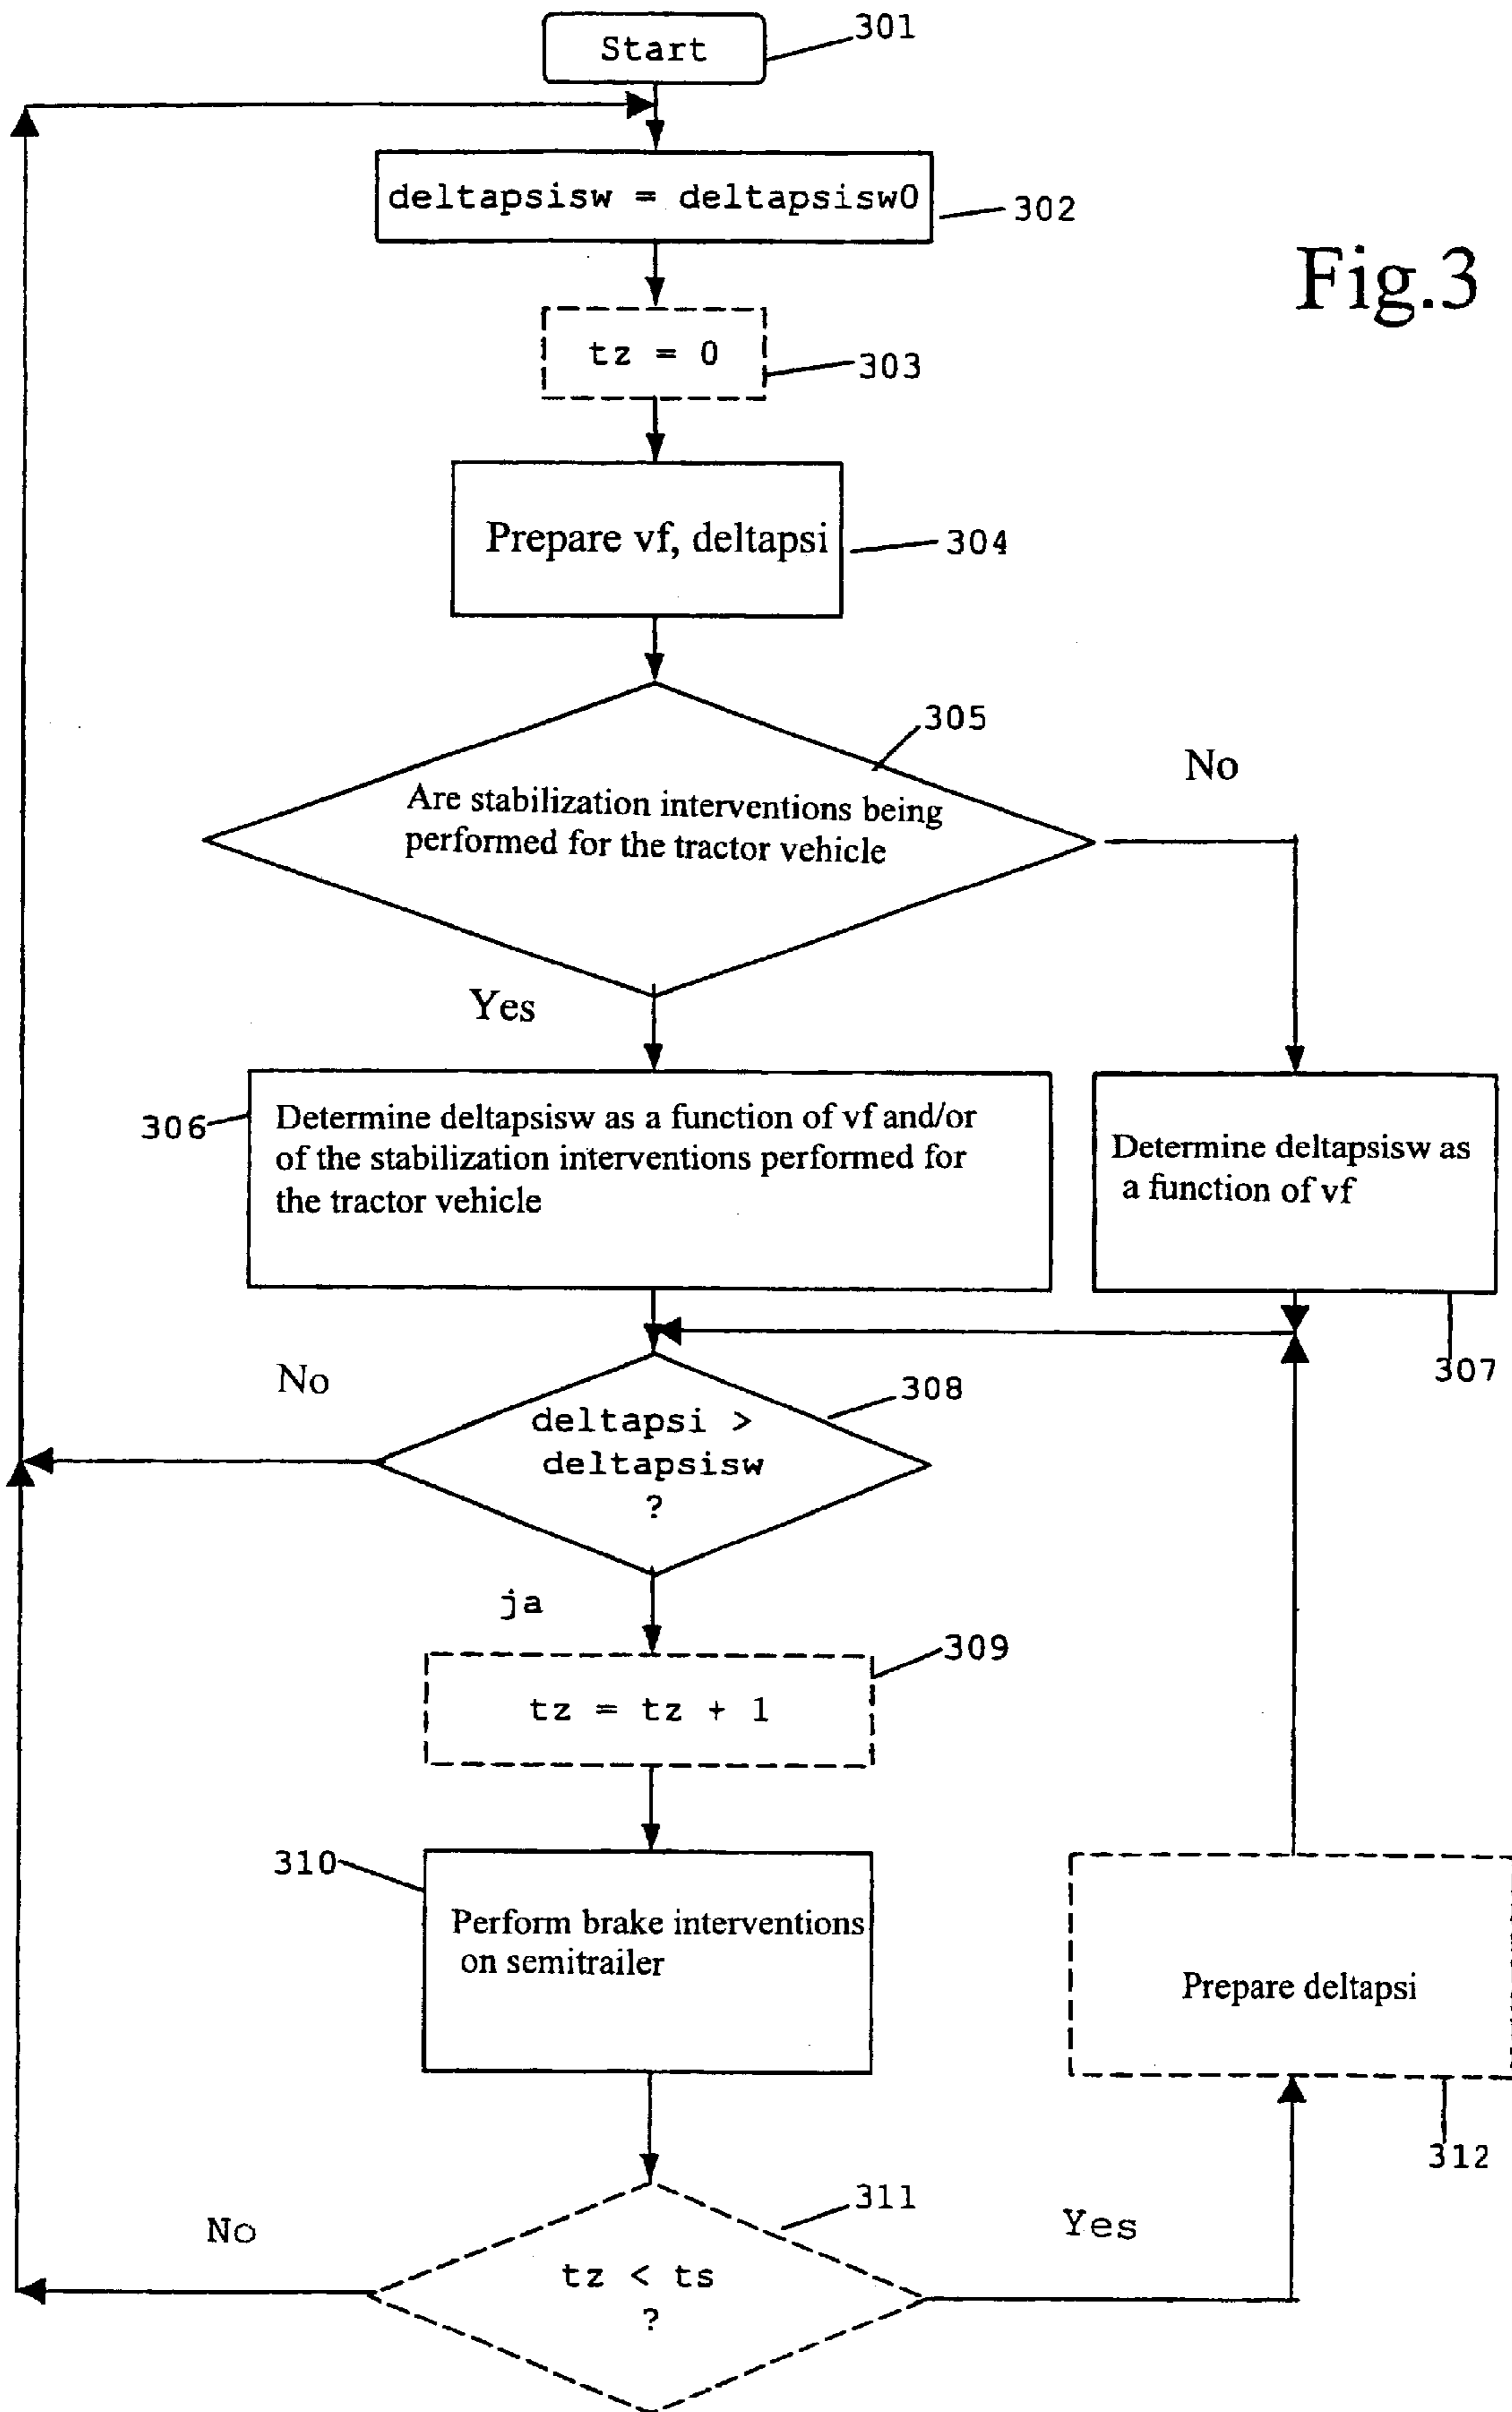 Start
301
deltapsisw = deltapsisw0
302
Fig.3
tz = 0
303
Prepare vf, deltapsi
304
305
No
Are stabilization interventions being
performed for the tractor vehicle
Yes
306
Determine deltapsisw as a function of vf and/or
of the stabilization interventions performed for
the tractor vehicle
Determine deltapsisw as
a function of vf
307
No
308
deltapsi >
deltapsisw
?
ja
309
tz = tz + 1
310
Perform brake interventions
on semitrailer
Prepare deltapsi
312
311
No
Yes
tz < ts
?